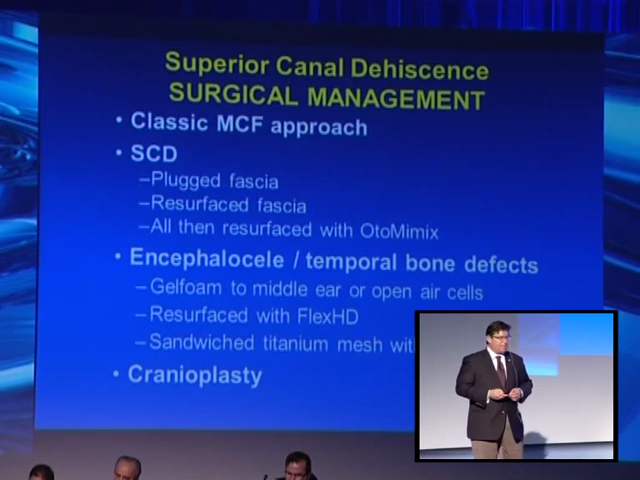 Superior Canal Dehiscence
SURGICAL MANAGEMENT
• Classic MCF approach
• SCD
–Plugged fascia
–Resurfaced fascia
–All then resurfaced with OtoMimix
• Encephalocele / temporal bone defects
–Gelfoam to middle ear or open air cells
–Resurfaced with FlexHD
–Sandwiched titanium mesh
• Cranioplasty